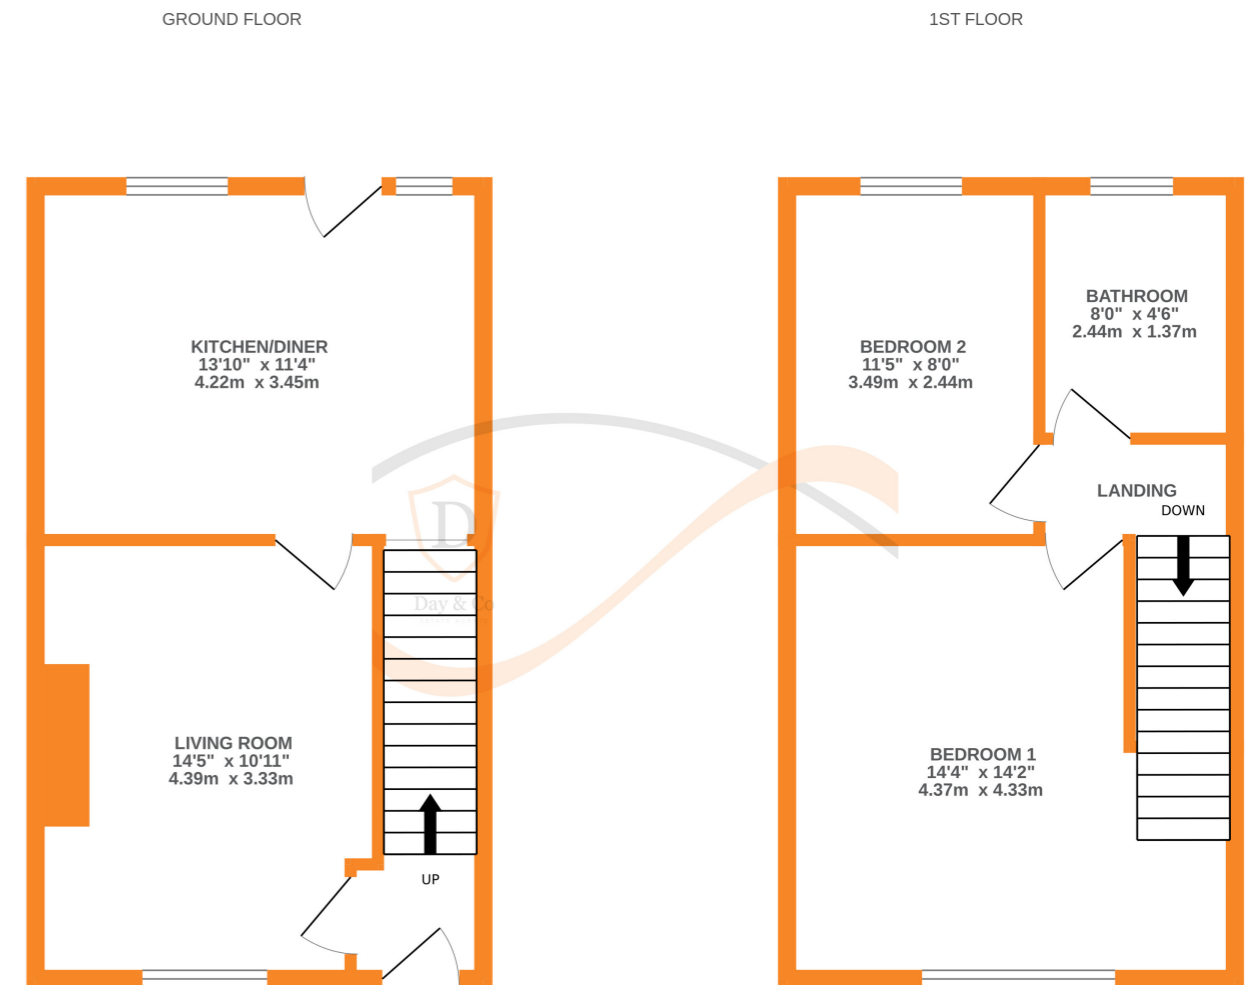 GROUND FLOOR
1ST FLOOR
KITCHEN/DINER
13'10" x 11'4"
4.22m x 3.45m
BEDROOM 2
11'5" x 8'0"
3.49m x 2.44m
BATHROOM
8'0" x 4'6"
2.44m x 1.37m
LANDING
DOWN
D
Day & Co
LIVING ROOM
14'5" x 10'11"
4.39m x 3.33m
BEDROOM 1
14'4" x 14'2"
4.37m x 4.33m
UP